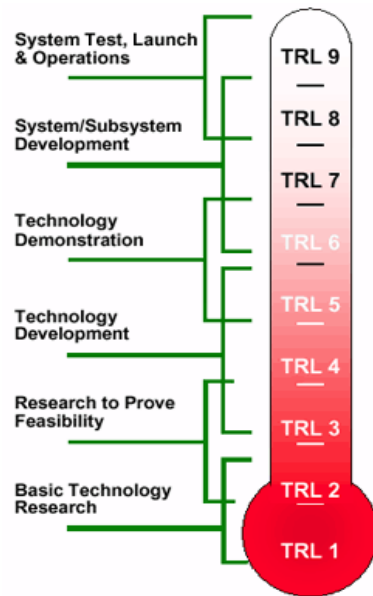 System Test, Launch
& Operations
System/Subsystem
Development
Technology
Demonstration
Technology
Development
Research to Prove
Feasibility
Basic Technology
Research
TRL 9
TRL 8
TRL 7
TRL 6
TRL 5
TRL 4
TRL 3
TRL 2
TRL 1